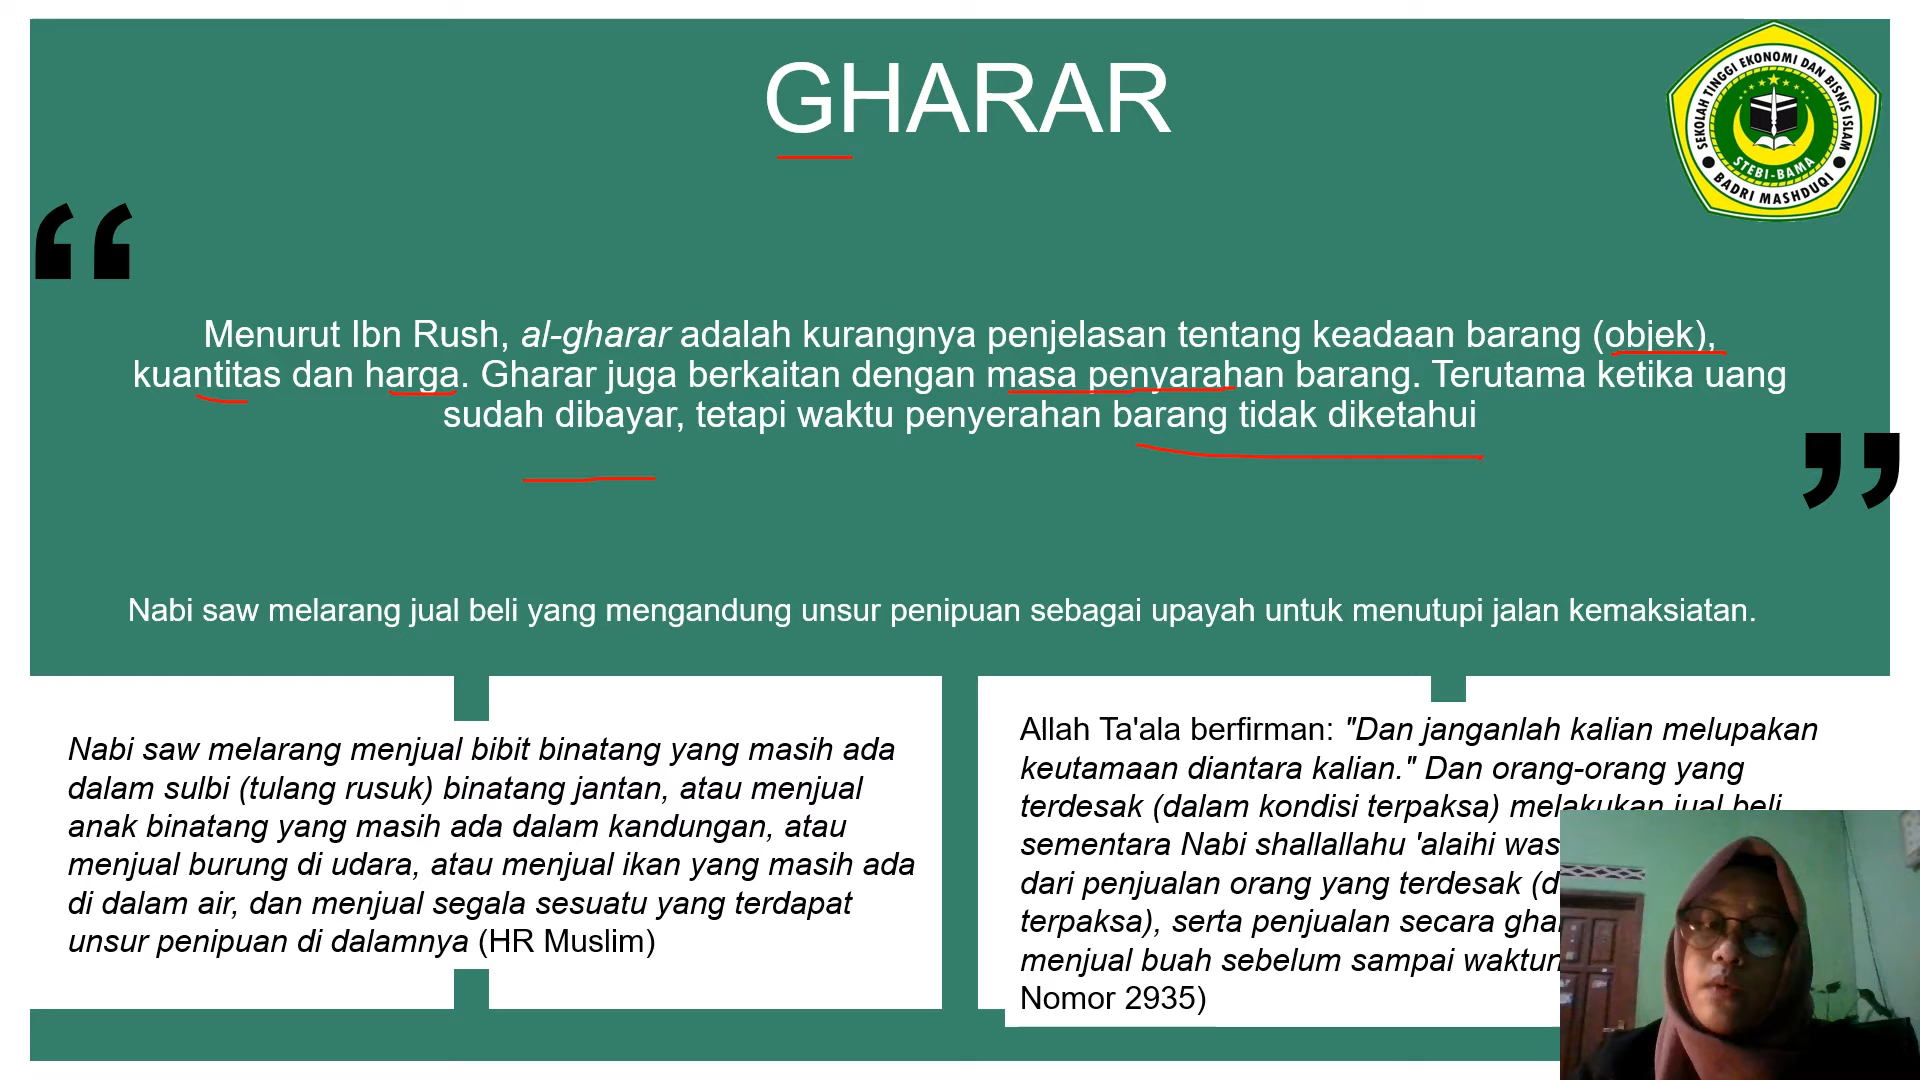 GHARAR
SEKOLAH TINGGI EKONOMI DAN BISNIS ISLAM
STEBI-BAMA
BADRI MASHDUQI
“
Menurut Ibn Rush, al-gharar adalah kurangnya penjelasan tentang keadaan barang (objek),
kuantitas dan harga. Gharar juga berkaitan dengan masa penyarahan barang. Terutama ketika uang
sudah dibayar, tetapi waktu penyerahan barang tidak diketahui
”
Nabi saw melarang jual beli yang mengandung unsur penipuan sebagai upayah untuk menutupi jalan kemaksiatan.
Nabi saw melarang menjual bibit binatang yang masih ada
dalam sulbi (tulang rusuk) binatang jantan, atau menjual
anak binatang yang masih ada dalam kandungan, atau
menjual burung di udara, atau menjual ikan yang masih ada
di dalam air, dan menjual segala sesuatu yang terdapat
unsur penipuan di dalamnya (HR Muslim)
Allah Ta'ala berfirman: "Dan janganlah kalian melupakan
keutamaan diantara kalian." Dan orang-orang yang
terdesak (dalam kondisi terpaksa) melakukan jual beli
sementara Nabi shallallahu 'alaihi
dari penjualan orang yang terdesak
terpaksa), serta penjualan secara
menjual buah sebelum sampai
Nomor 2935)